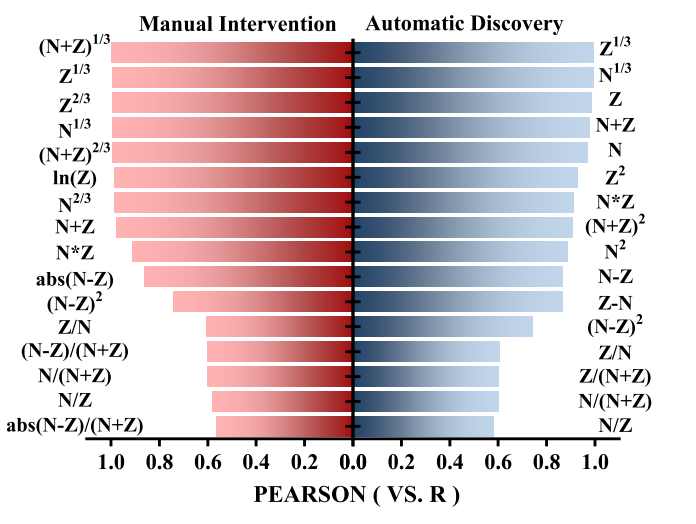 Manual Intervention Automatic Discovery
(N+Z)^1/3 Z^1/3
Z^1/3 N^1/3
Z^2/3 Z
N^1/3 N+Z
(N+Z)^2/3 N
ln(Z) Z^2
N^2/3 N*Z
N+Z (N+Z)^2
N*Z N^2
abs(N-Z) N-Z
(N-Z)^2 Z-N
Z/N (N-Z)^2
(N-Z)/(N+Z) Z/N
N/(N+Z) Z/(N+Z)
N/Z N/(N+Z)
abs(N-Z)/(N+Z) N/Z
1.0 0.8 0.6 0.4 0.2 0.0 0.2 0.4 0.6 0.8 1.0
PEARSON ( VS. R )